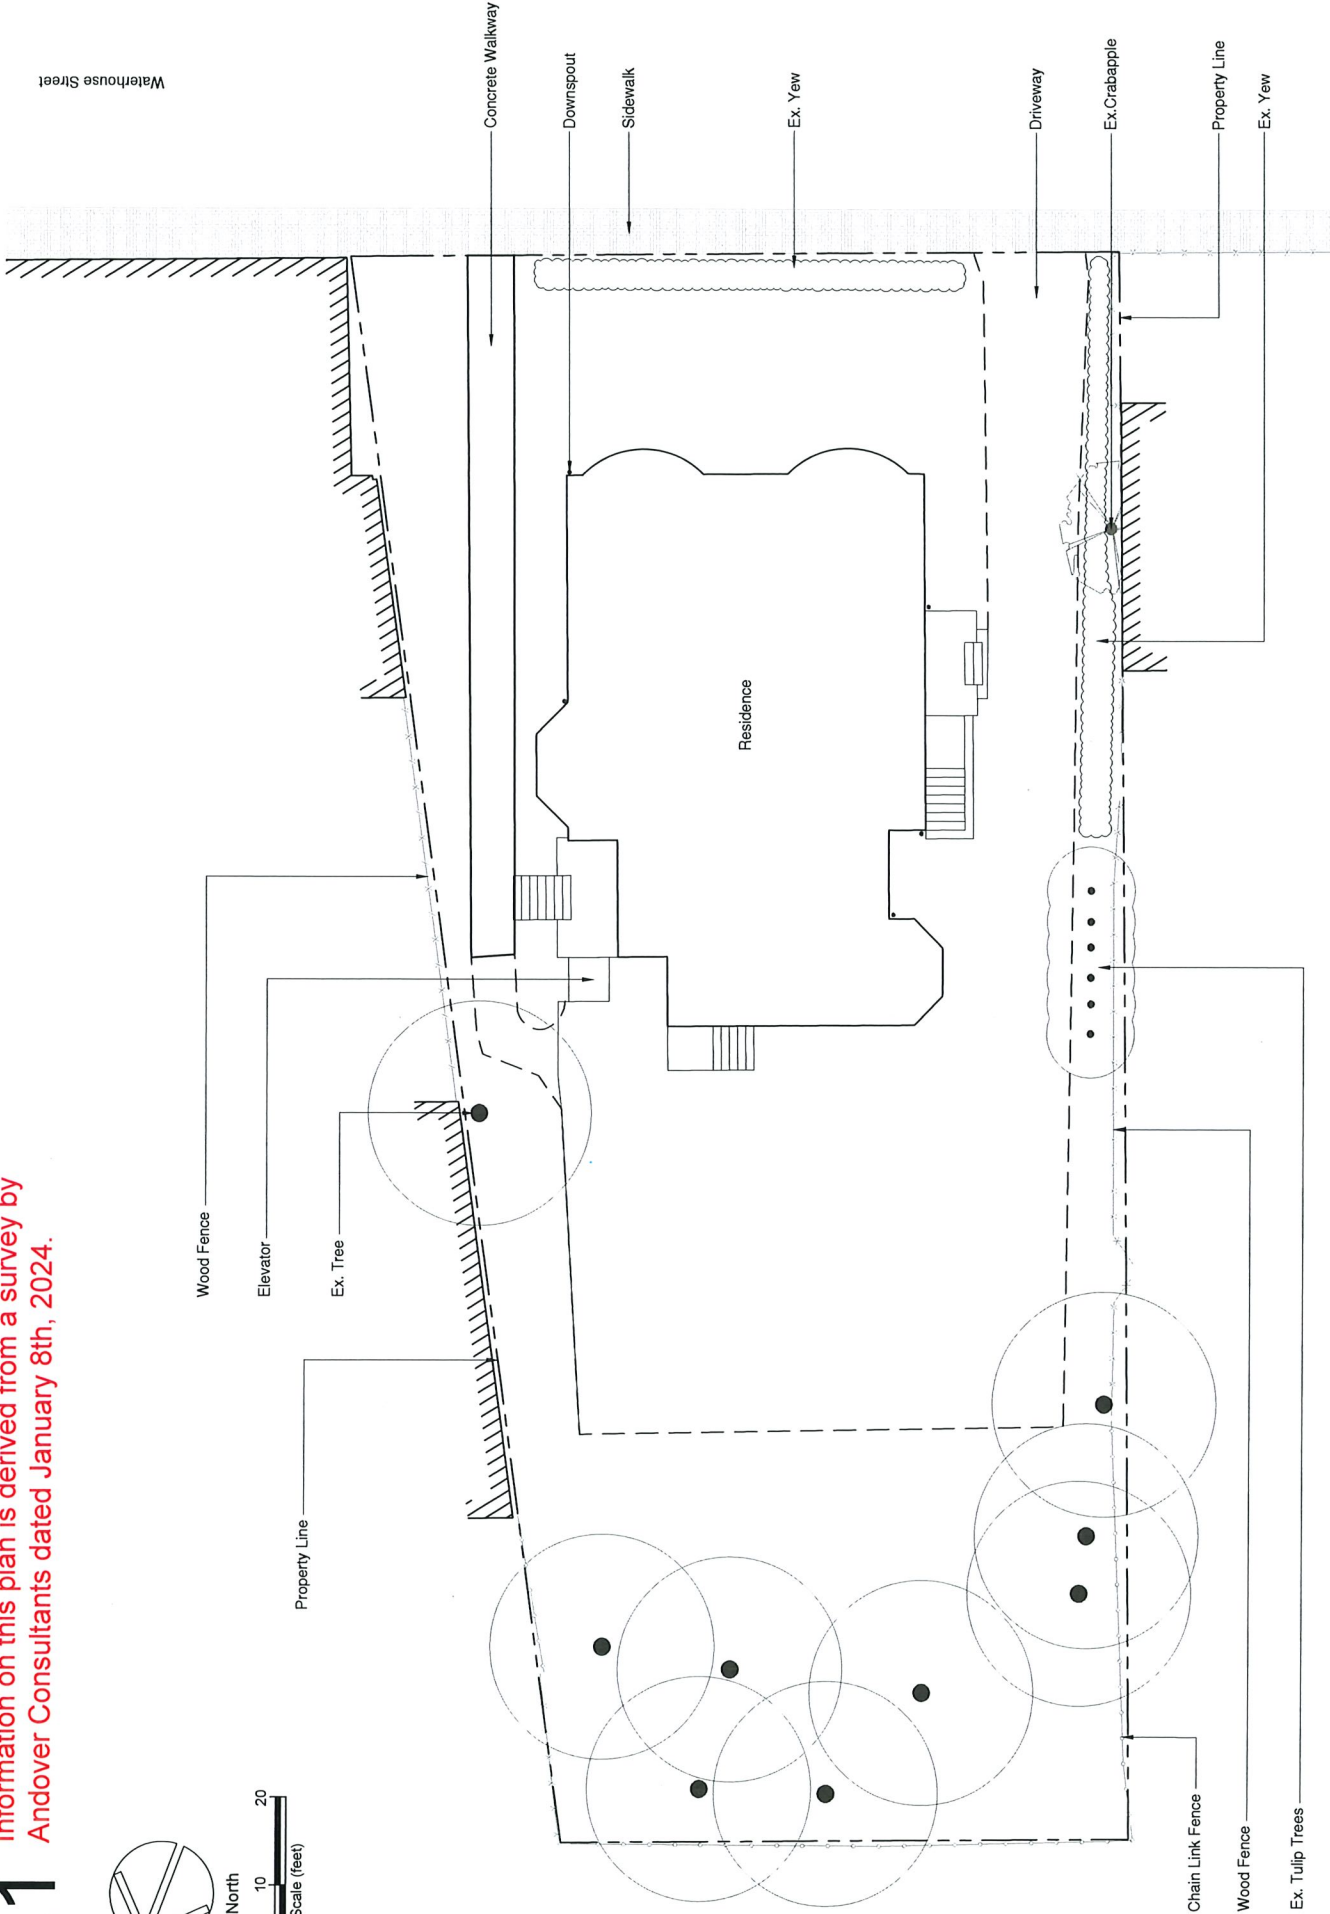 1
Information on this plan is derived from a survey by
Andover Consultants dated January 8th, 2024.
North
10
20
Scale (feet)
Waterhouse Street
Concrete Walkway
Downspout
Sidewalk
Ex. Yew
Driveway
Ex.Crabapple
Property Line
Ex. Yew
Wood Fence
Elevator
Ex. Tree
Property Line
Residence
Chain Link Fence
Wood Fence
Ex. Tulip Trees